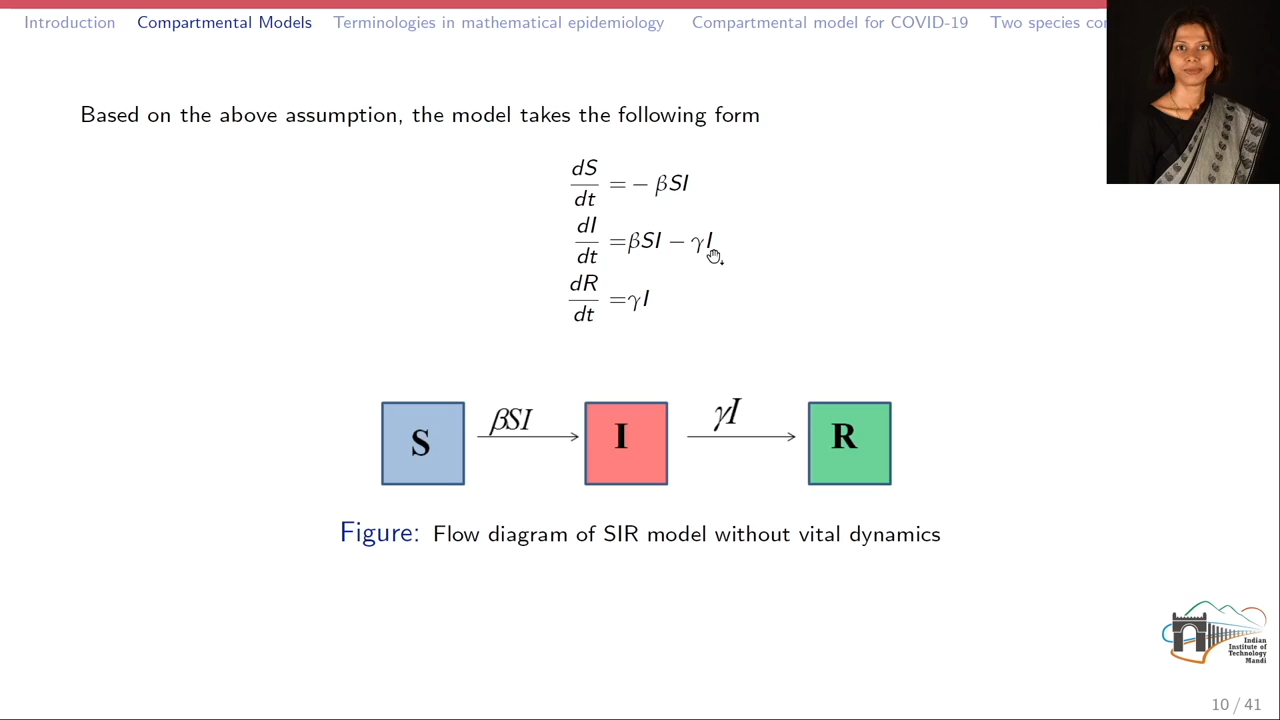 Introduction Compartmental Models Terminologies in mathematical epidemiology Compartmental model for COVID-19 Two species co
Based on the above assumption, the model takes the following form
dS/dt = − βSI
dI/dt = βSI − γI
dR/dt = γI
S βSI I γI R
Figure: Flow diagram of SIR model without vital dynamics
Indian
Institute of
Technology
Mandi
10 / 41